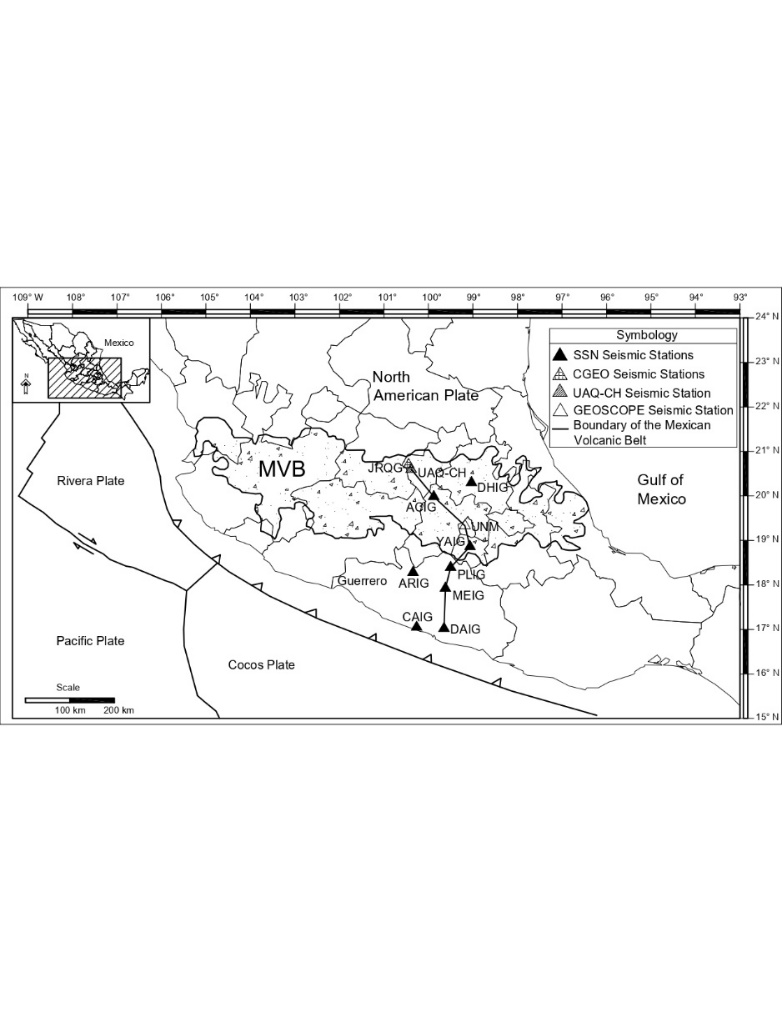 109° W 108° 107° 106° 105° 104° 103° 102° 101° 100° 99° 98° 97° 96° 95° 94° 93°
24° N
Mexico
N
Symbology
SSN Seismic Stations
23° N
CGEO Seismic Stations
North
American Plate
UAQ-CH Seismic Station
22° N
GEOSCOPE Seismic Station
Boundary of the Mexican
Volcanic Belt
21° N
MVB
JRQG
UAQ-CH
Rivera Plate
DHIG
Gulf of
Mexico
20° N
AGIG
UNM
19° N
YAIG
Guerrero
ARIG
PLIG
18° N
MEIG
CAIG
DAIG
17° N
Pacific Plate
Cocos Plate
16° N
Scale
100 km 200 km
15° N